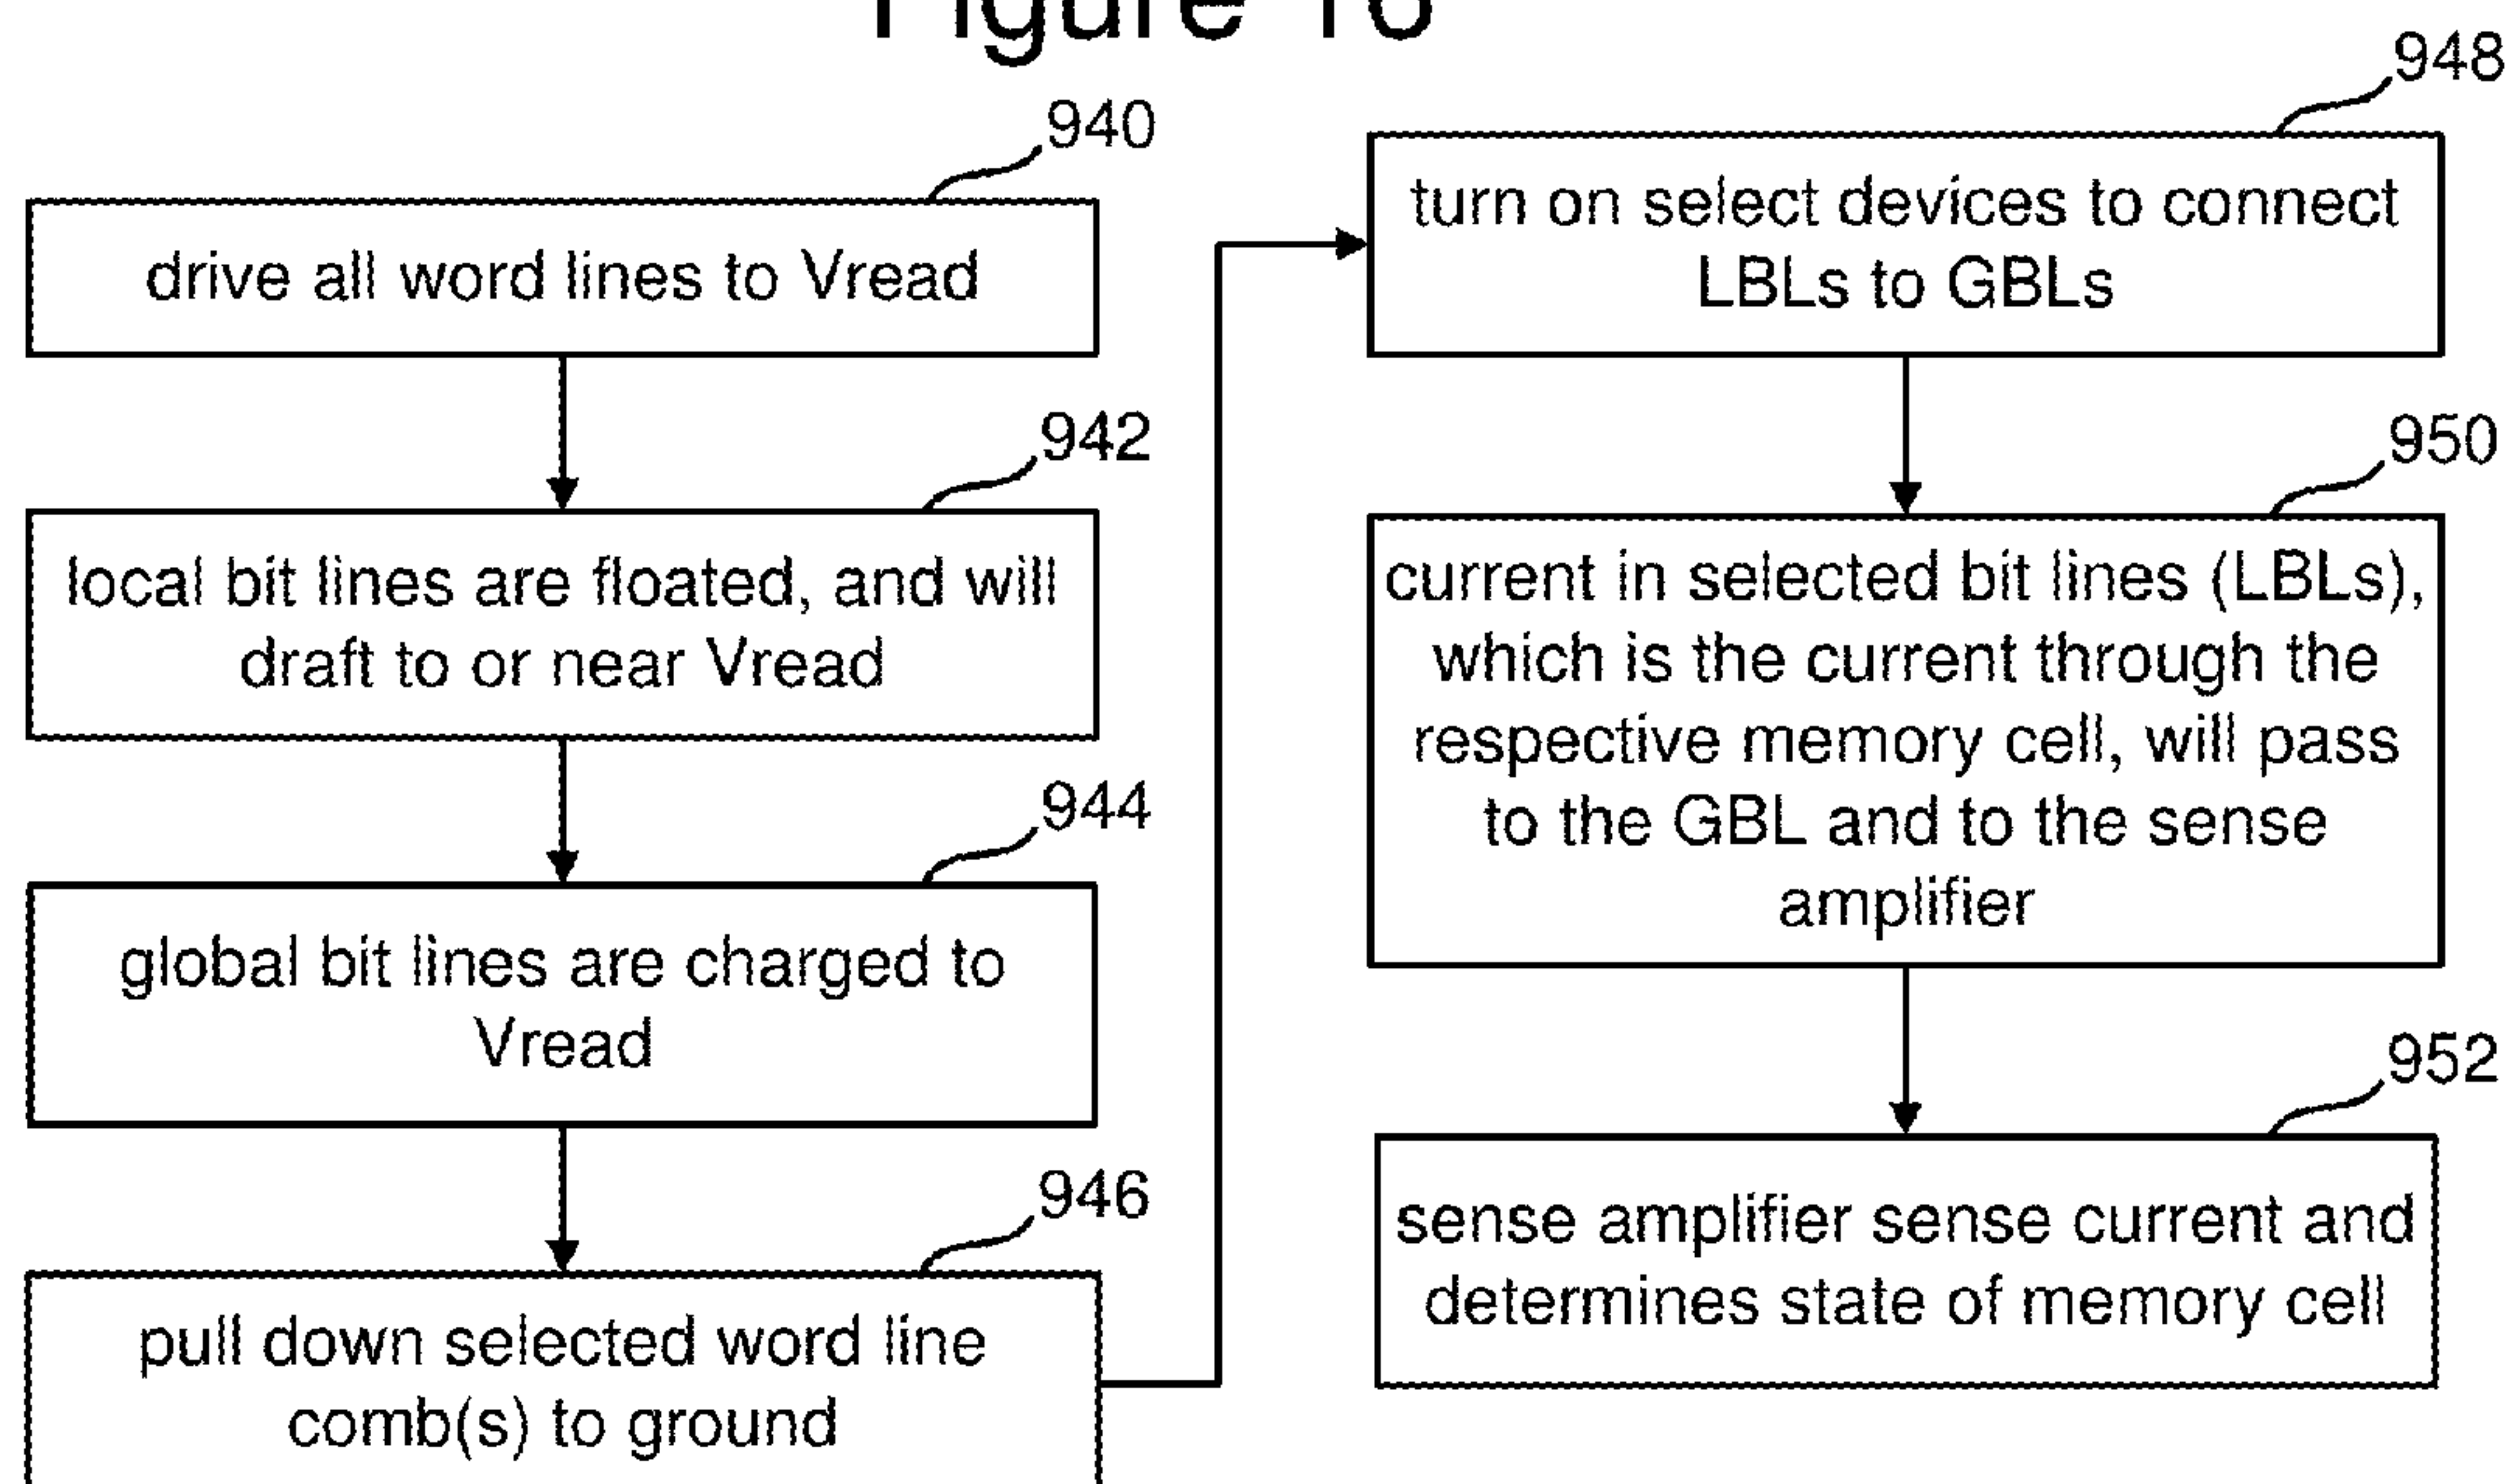 Figure
940
drive all word lines to Vread
942
local bit lines are floated, and will
draft to or near Vread
944
global bit lines are charged to
Vread
946
pull down selected word line
comb(s) to ground
948
turn on select devices to connect
LBLs to GBLs
950
current in selected bit lines (LBLs),
which is the current through the
respective memory cell, will pass
to the GBL and to the sense
amplifier
952
sense amplifier sense current and
determines state of memory cell